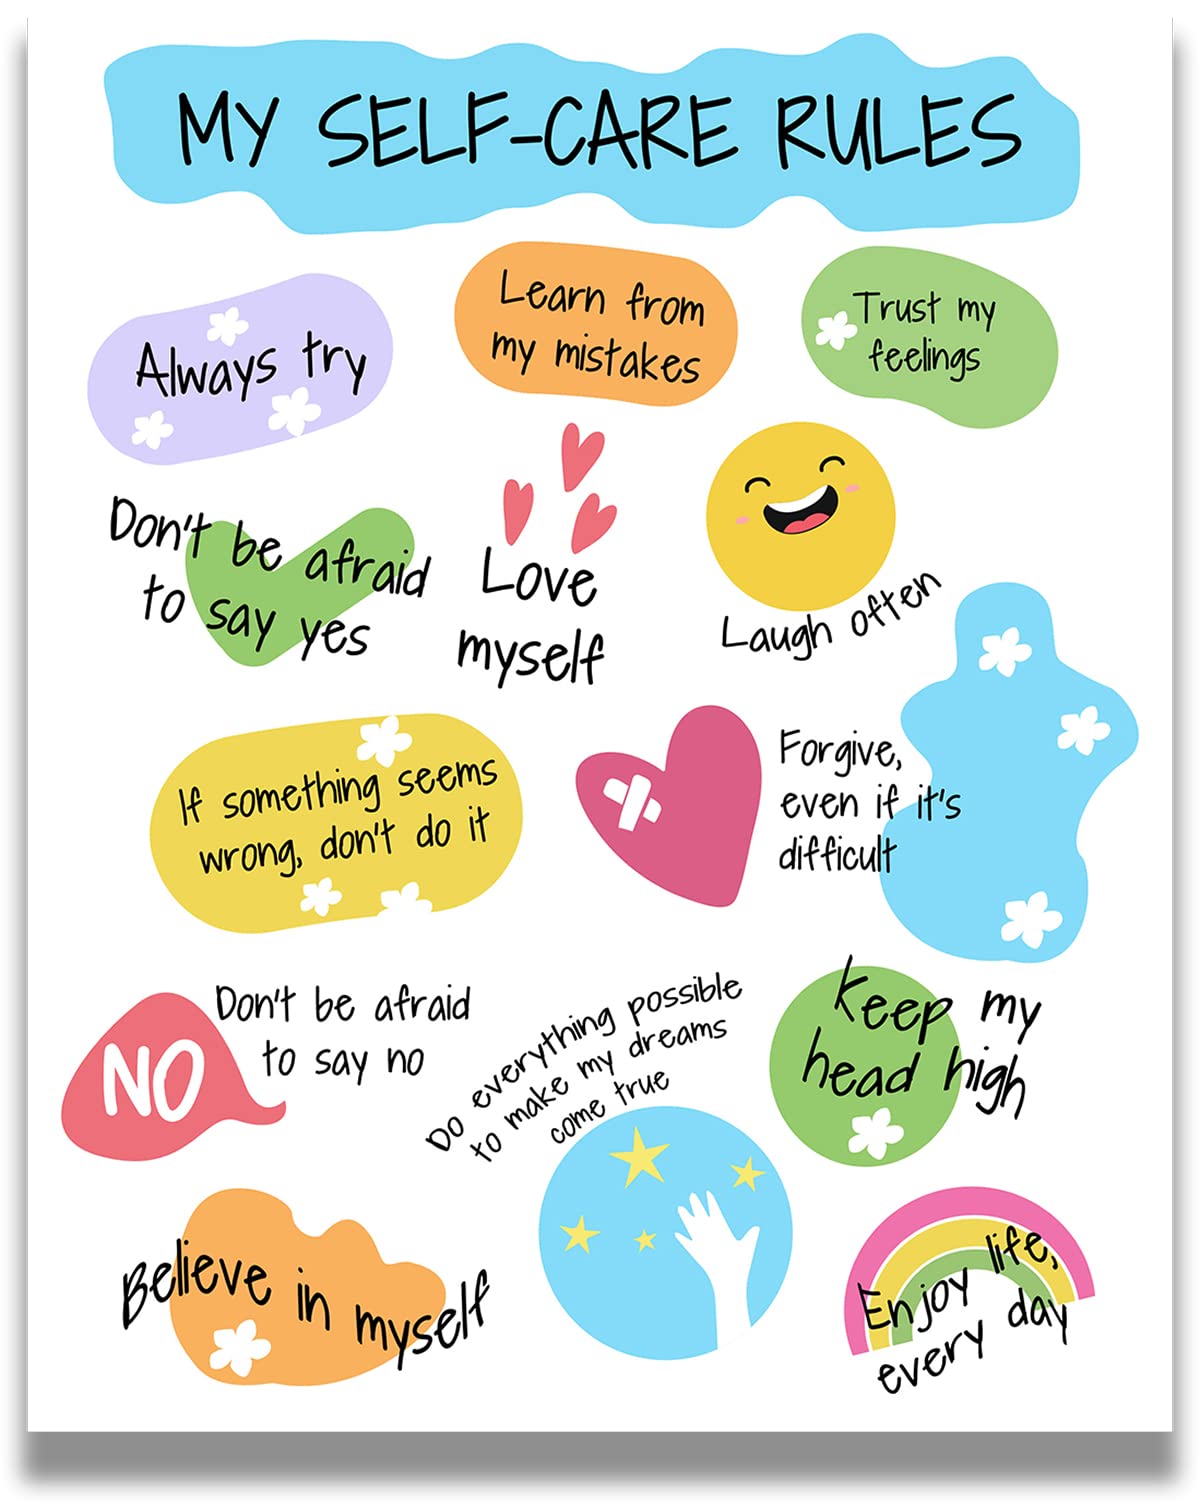 MY SELF-CARE RULES
Always try
Learn from
my mistakes
Trust my
feelings
Don't be afraid
to say yes
Love
myself
Laugh often
If something seems
wrong, don't do it
Forgive,
even if it's
difficult
NO
Don't be afraid
to say no
Do everything possible
to make my dreams
come true
Keep my
head high
Believe in myself
Enjoy life,
every day